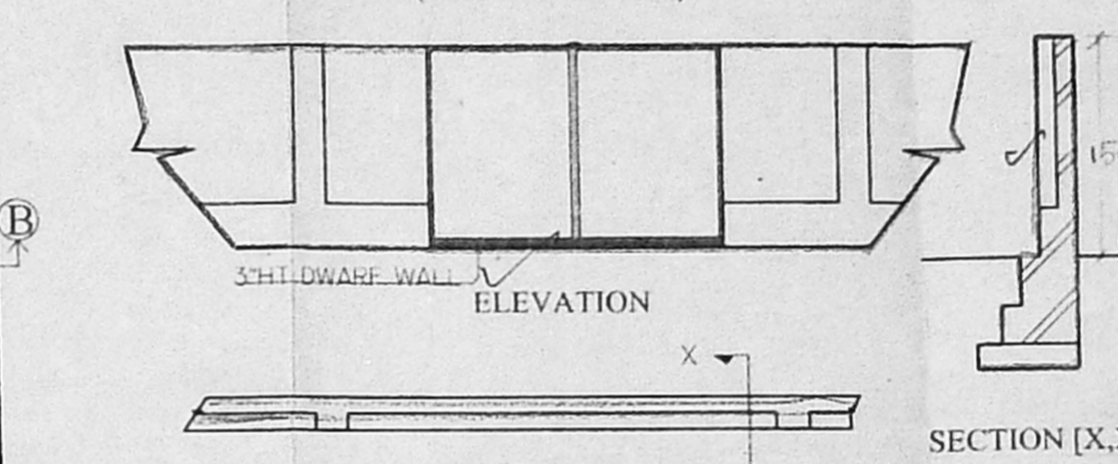 B
15
3"HT DWARF WALL
ELEVATION
X
SECTION [X,